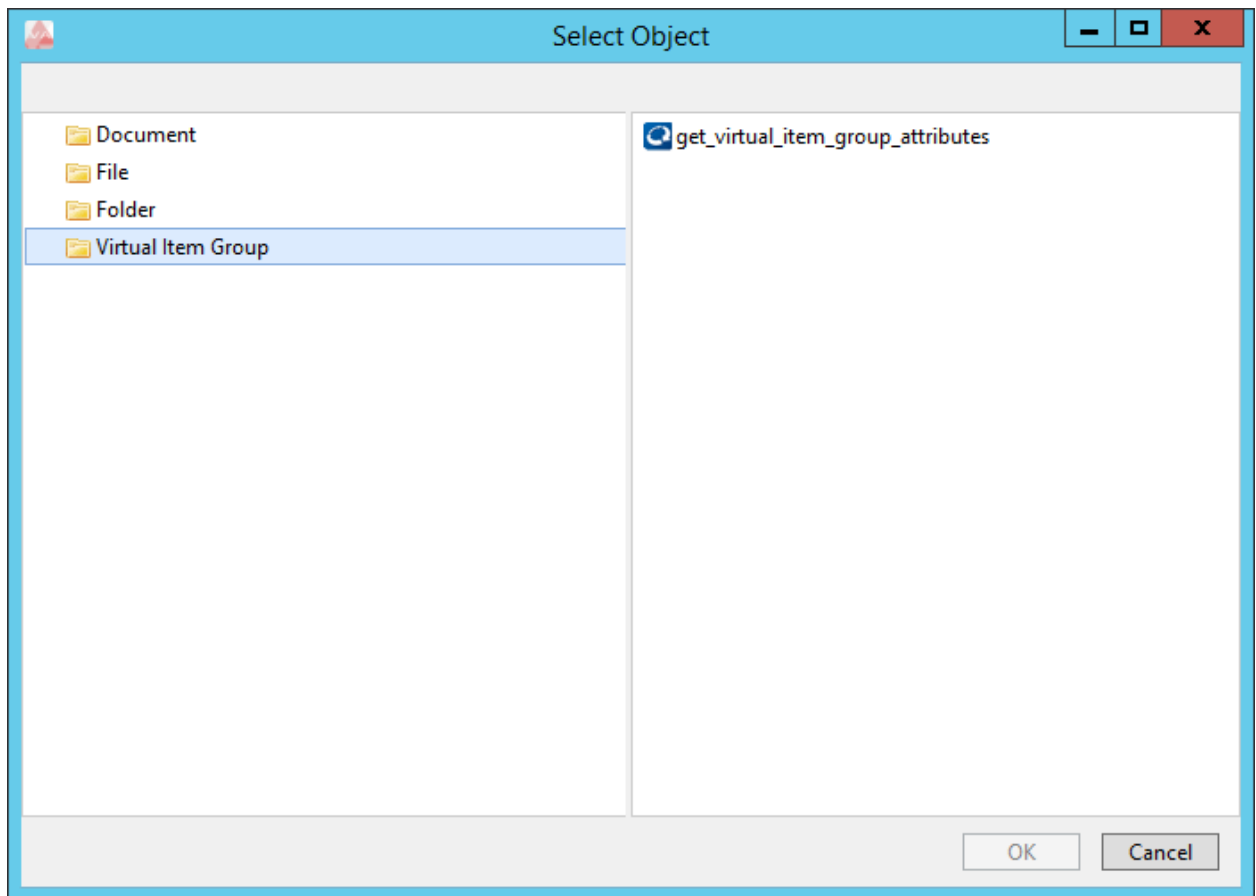 Select Object
Document
File
Folder
Virtual Item Group
get_virtual_item_group_attributes
OK
Cancel